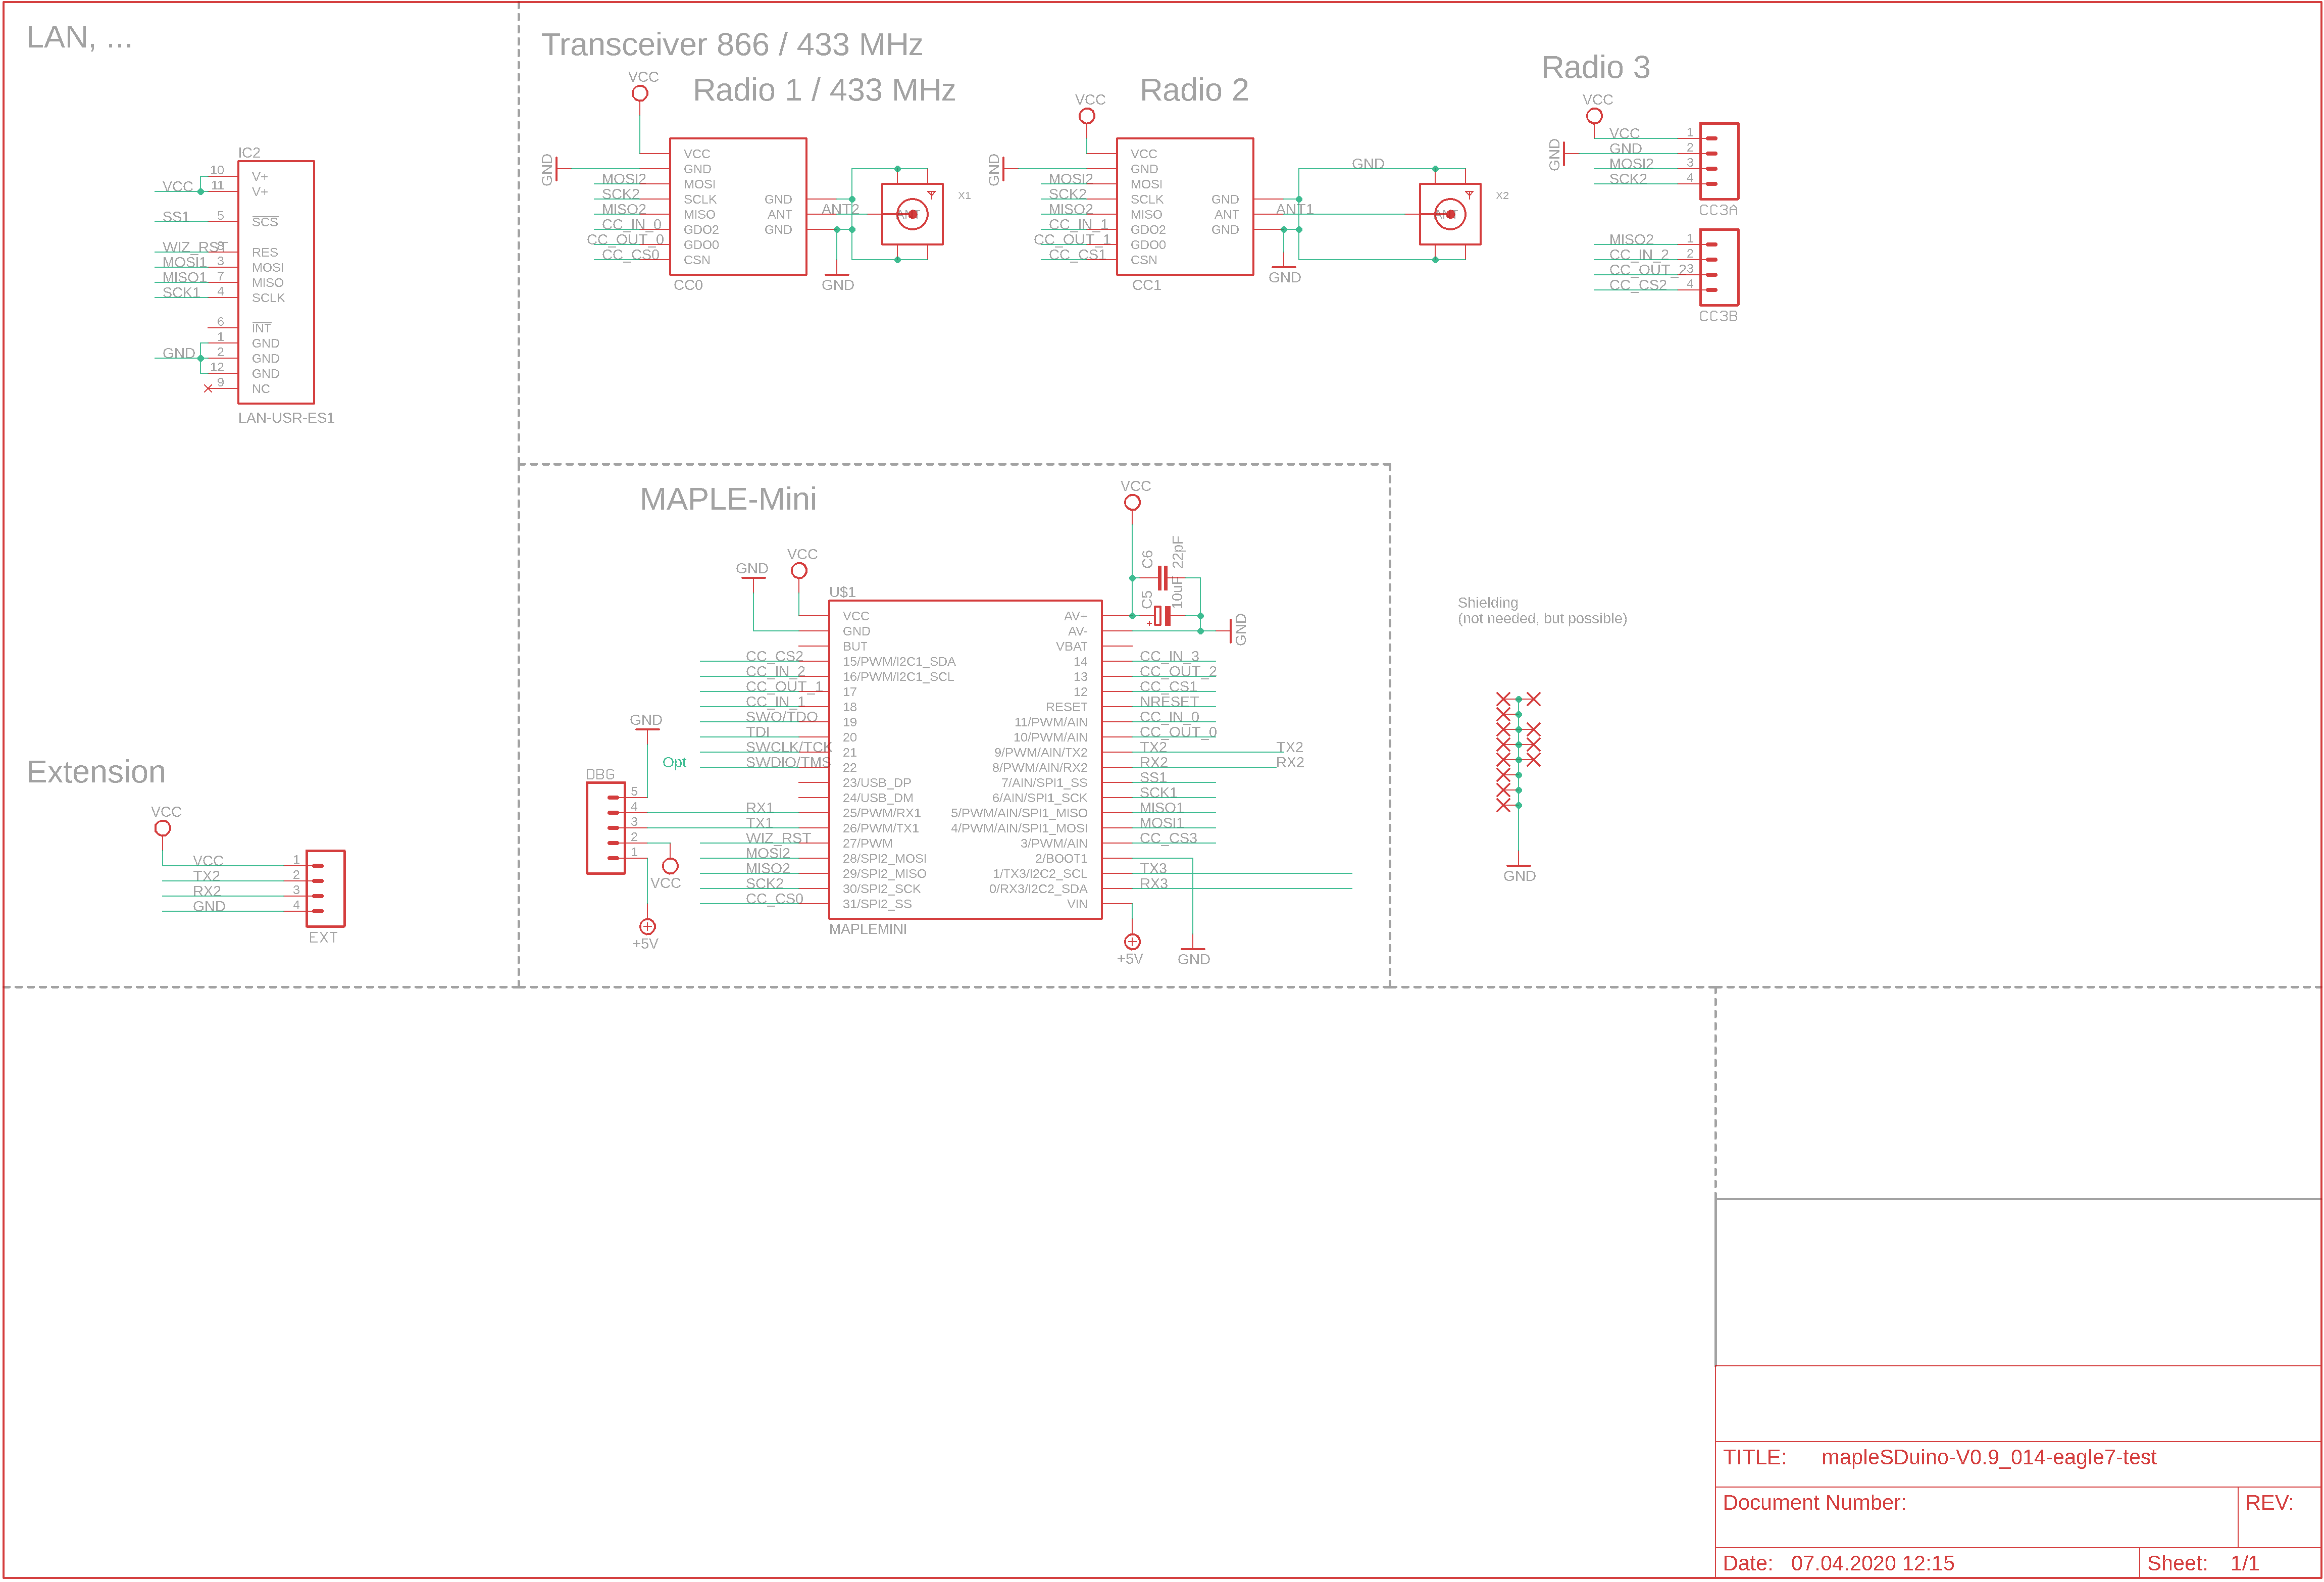 LAN, ...
IC2
VCC
10
V+
11
V+
SS1
5
SCS
WIZ_RST
8
RES
MOSI1
3
MOSI
MISO1
7
MISO
SCK1
4
SCLK
6
INT
1
GND
GND
2
GND
12
GND
9
NC
LAN-USR-ES1
Transceiver 866 / 433 MHz
Radio 1 / 433 MHz
VCC
GND
VCC
GND
MOSI2
MOSI
SCK2
SCLK
GND
MISO2
MISO
ANT
ANT2
CC_IN_0
GDO2
GND
CC_OUT_0
GDO0
CC_CS0
CSN
CC0
GND
ANT
X1
Radio 2
VCC
GND
VCC
GND
MOSI2
MOSI
SCK2
SCLK
GND
MISO2
MISO
ANT
ANT1
CC_IN_1
GDO2
GND
CC_OUT_1
GDO0
CC_CS1
CSN
CC1
GND
GND
ANT
X2
Radio 3
VCC
GND
VCC 1
GND 2
MOSI2 3
SCK2 4
CC3A
MISO2 1
CC_IN_2 2
CC_OUT_2 3
CC_CS2 4
CC3B
MAPLE-Mini
VCC
GND
VCC
C6
22pF
C5
10uF
+
GND
U$1
VCC
AV+
GND
AV-
BUT
VBAT
CC_CS2 15/PWM/I2C1_SDA
14 CC_IN_3
CC_IN_2 16/PWM/I2C1_SCL
13 CC_OUT_2
CC_OUT_1 17
12 CC_CS1
CC_IN_1 18
RESET NRESET
SWO/TDO 19
11/PWM/AIN CC_IN_0
TDI 20
10/PWM/AIN CC_OUT_0
SWCLK/TCK 21
9/PWM/AIN/TX2 TX2 TX2
Opt SWDIO/TMS 22
8/PWM/AIN/RX2 RX2 RX2
23/USB_DP
7/AIN/SPI1_SS SS1
24/USB_DM
6/AIN/SPI1_SCK SCK1
RX1 25/PWM/RX1
5/PWM/AIN/SPI1_MISO MISO1
TX1 26/PWM/TX1
4/PWM/AIN/SPI1_MOSI MOSI1
WIZ_RST 27/PWM
3/PWM/AIN CC_CS3
MOSI2 28/SPI2_MOSI
2/BOOT1
MISO2 29/SPI2_MISO
1/TX3/I2C2_SCL TX3
SCK2 30/SPI2_SCK
0/RX3/I2C2_SDA RX3
CC_CS0 31/SPI2_SS
VIN
MAPLEMINI
+5V
GND
GND
DBG
5
4
3
2
1
VCC
+5V
Shielding
(not needed, but possible)
GND
Extension
VCC
VCC 1
TX2 2
RX2 3
GND 4
EXT
TITLE: mapleSDuino-V0.9_014-eagle7-test
Document Number:
REV:
Date: 07.04.2020 12:15
Sheet: 1/1